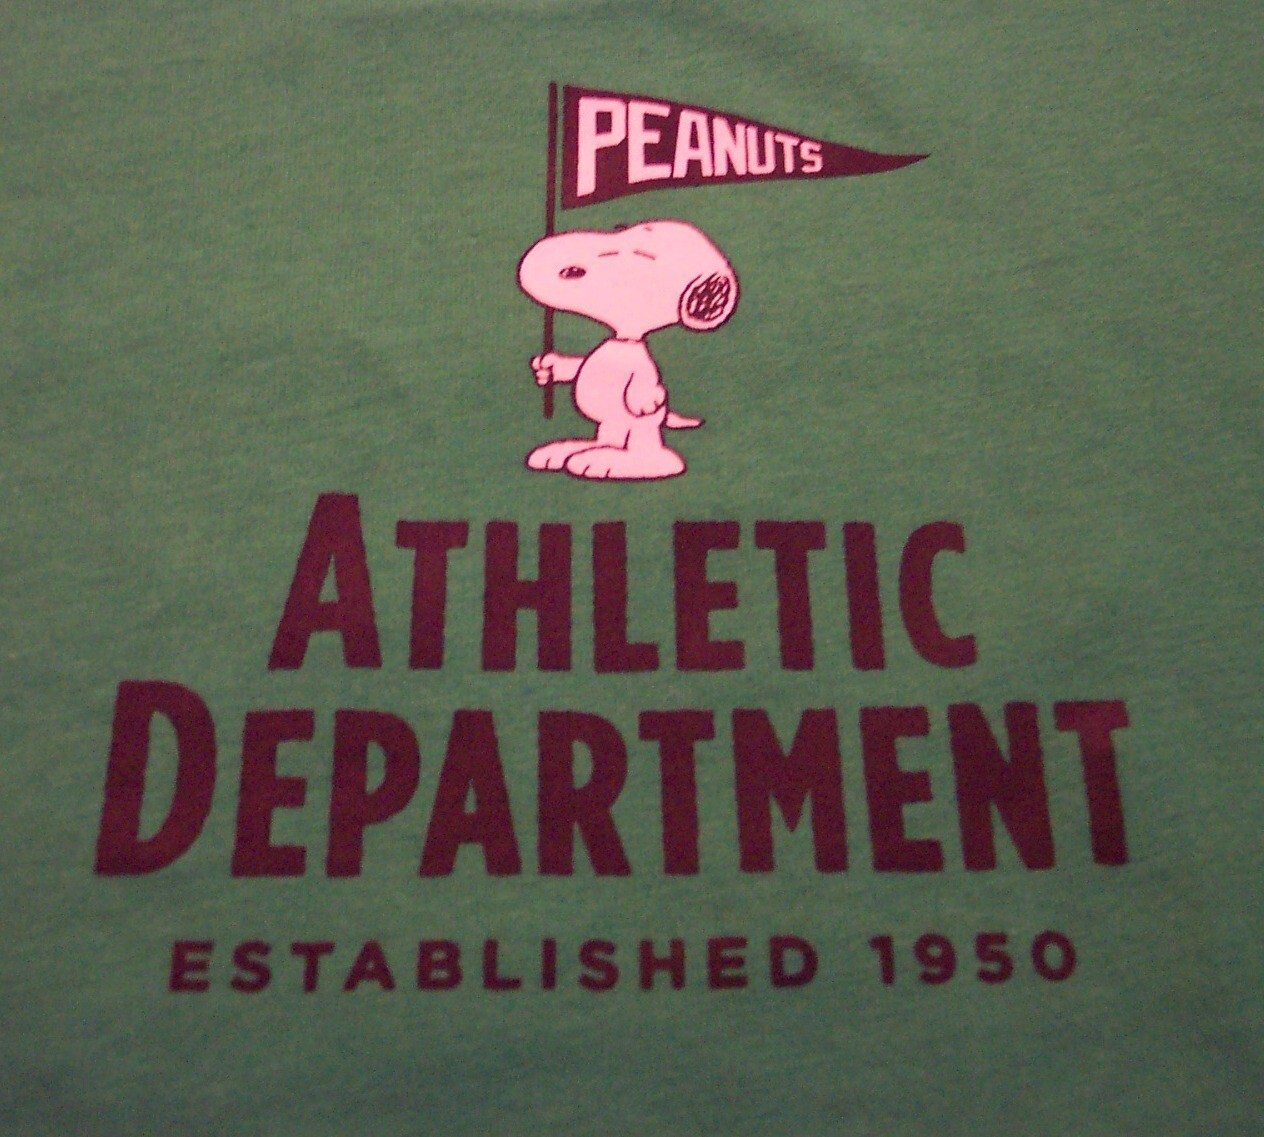 PEANUTS
ATHLETIC
DEPARTMENT
ESTABLISHED 1950